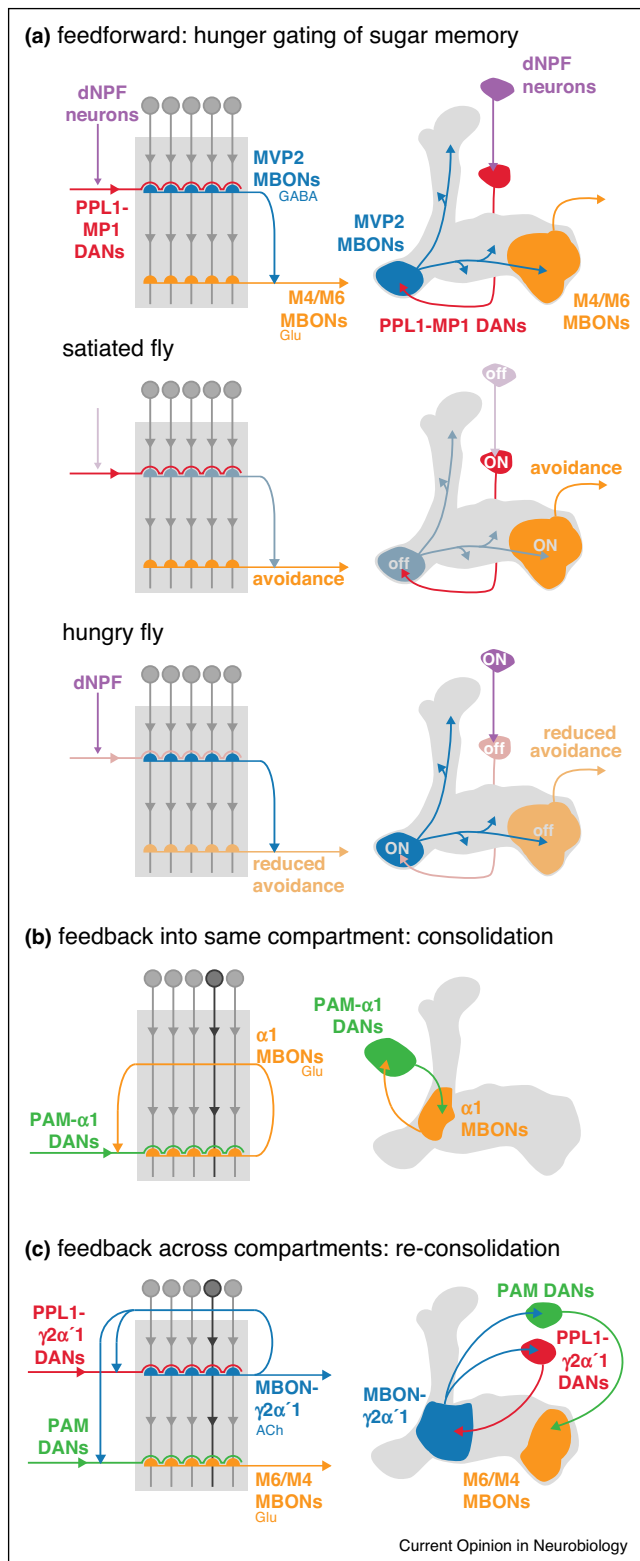 (a) feedforward: hunger gating of sugar memory
dNPF
neurons
MVP2
MBONs
GABA
PPL1-
MP1
DANs
M4/M6
MBONs
Glu
dNPF
neurons
MVP2
MBONs
PPL1-MP1 DANs
M4/M6
MBONs
satiated fly
avoidance
off
ON
avoidance
off
ON
hungry fly
dNPF
reduced
avoidance
ON
off
reduced
avoidance
ON
off
(b) feedback into same compartment: consolidation
α1
MBONs
Glu
PAM-α1
DANs
PAM-α1
DANs
α1
MBONs
(c) feedback across compartments: re-consolidation
PPL1-
γ2α´1
DANs
MBON-
γ2α´1
ACh
PAM
DANs
M6/M4
MBONs
Glu
PAM DANs
PPL1-
γ2α´1
DANs
MBON-
γ2α´1
M6/M4
MBONs
Current Opinion in Neurobiology